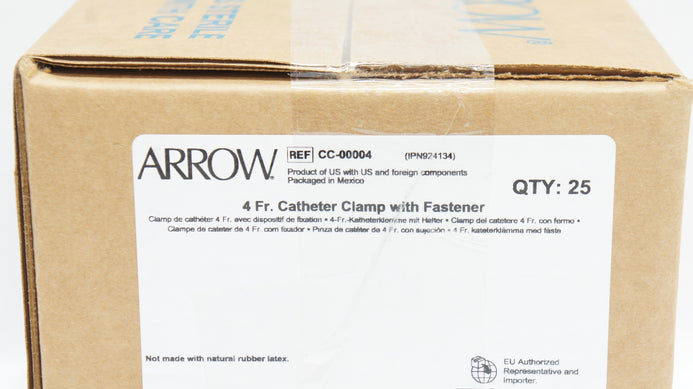 STERILE
CARE
ROW
ARROW
REF CC-00004 (IPN924134)
Product of US with US and foreign components
Packaged in Mexico
QTY: 25
4 Fr. Catheter Clamp with Fastener
Clamp de cathéter 4 Fr. avec dispositif de fixation • 4-Fr.-Katheterklemme mit Halter • Clamp del catetere 4 Fr. con fermo •
Clampe de cateter de 4 Fr. com fixador • Pinza de catéter de 4 Fr. con sujeción • 4 Fr. kateterklämma med fäste
Not made with natural rubber latex.
EU Authorized
Representative and
Importer.